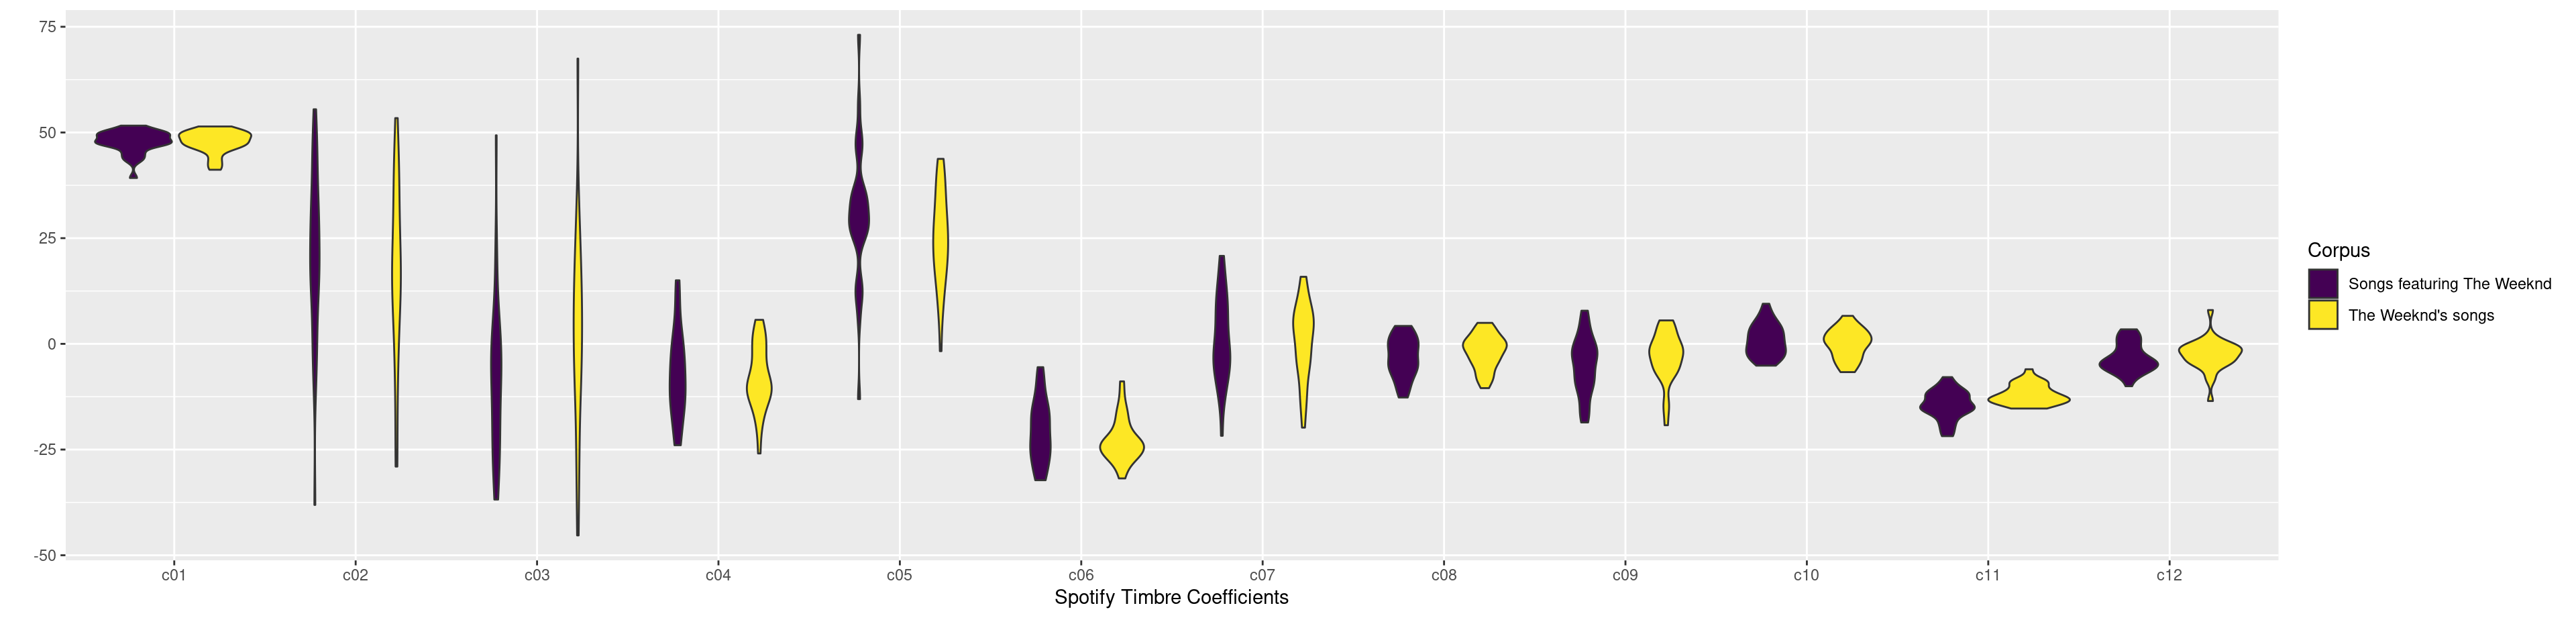 75
50
25
0
-25
-50
c01 c02 c03 c04 c05 c06 c07 c08 c09 c10 c11 c12
Spotify Timbre Coefficients
Corpus
Songs featuring The Weeknd
The Weeknd's songs